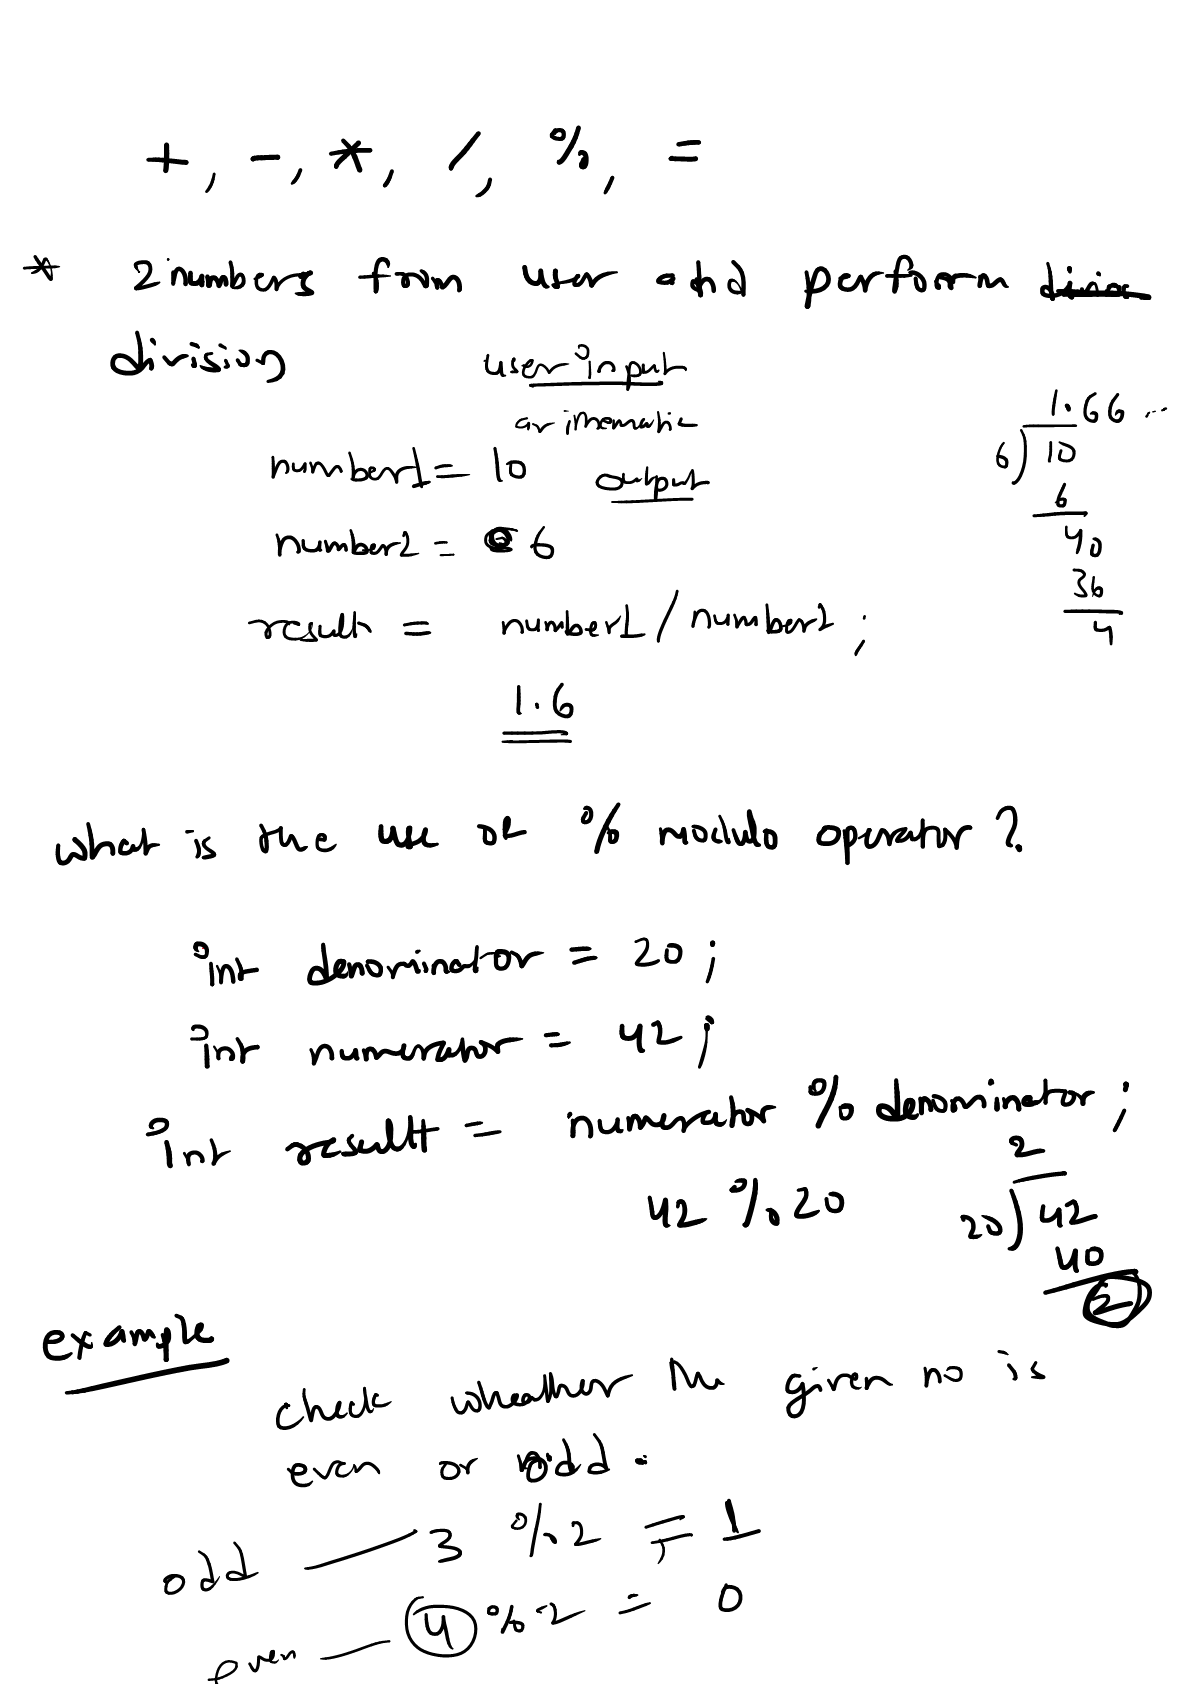 +, -, *, /, %, =
* 2 numbers from user and perform
division
user input
arithematic
number1 = 10
output
number2 = 6
result = number1 / number2 ;
1.6
1.66 ...
6) 10
6
40
36
4
what is the use of % modulo operator ?
int denominator = 20 ;
int numerator = 42 ;
int result = numerator % denominator ;
42 % 20
2
20) 42
40
2
example
check wheather the given no is
even or odd .
odd — 3 % 2 = 1
even — 4 % 2 = 0